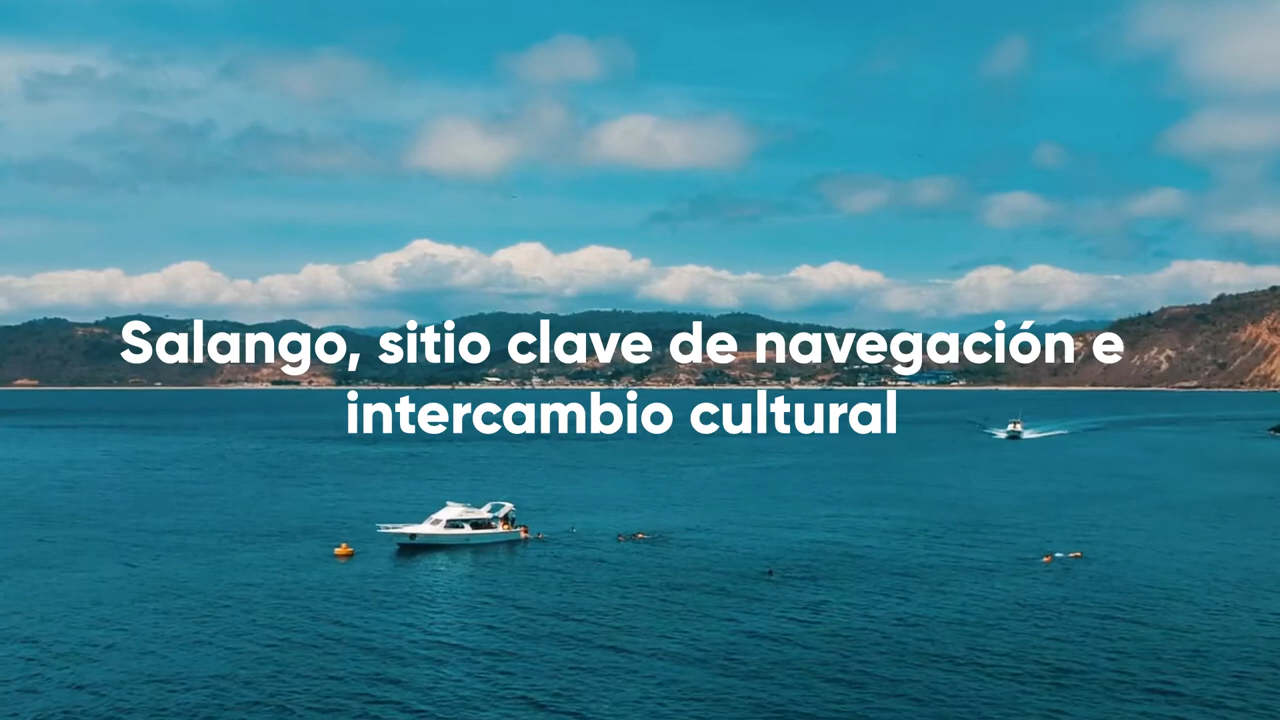 Salango, sitio clave de navegación e
intercambio cultural